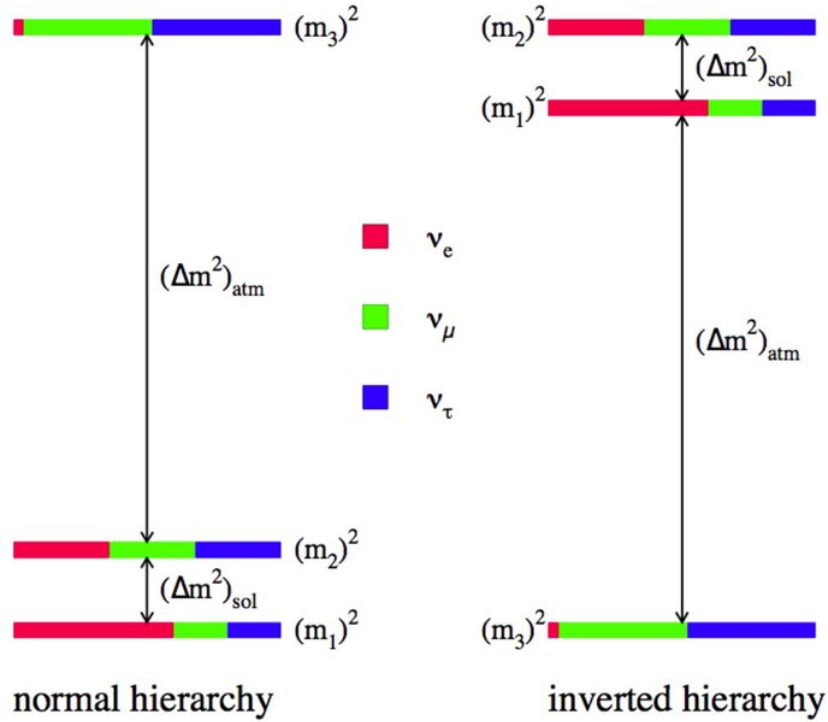 (m₃)²
(Δm²)atm
(m₂)²
(Δm²)sol
(m₁)²
normal hierarchy
νe
νμ
ντ
(m₂)²
(Δm²)sol
(m₁)²
(Δm²)atm
(m₃)²
inverted hierarchy